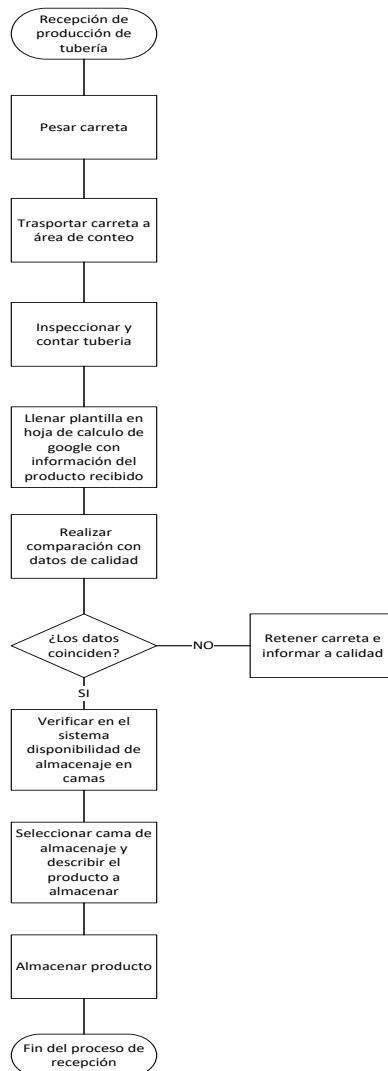 Recepción de
producción de
tubería
Pesar carreta
Trasportar carreta a
área de conteo
Inspeccionar y
contar tuberia
Llenar plantilla en
hoja de calculo de
google con
información del
producto recibido
Realizar
comparación con
datos de calidad
¿Los datos
coinciden?
NO
Retener carreta e
informar a calidad
SI
Verificar en el
sistema
disponibilidad de
almacenaje en
camas
Seleccionar cama de
almacenaje y
describir el
producto a
almacenar
Almacenar producto
Fin del proceso de
recepción